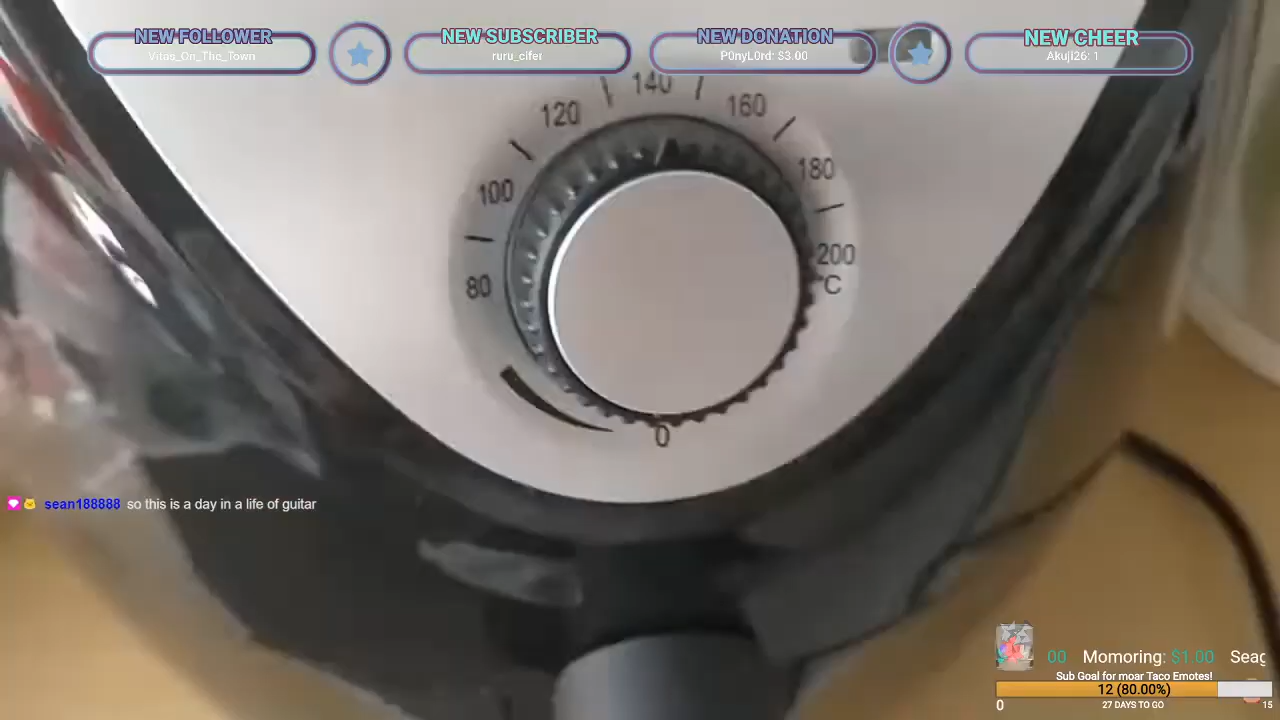 NEW FOLLOWER
Vitas_On_The_Town
NEW SUBSCRIBER
ruru_cifer
NEW DONATION
P0nyL0rd: $3.00
NEW CHEER
Akuji26: 1
140
120
160
100
180
80
200
°C
0
sean188888 so this is a day in a life of guitar
00 Momoring: $1.00 Seag
Sub Goal for moar Taco Emotes!
12 (80.00%)
0 27 DAYS TO GO 15